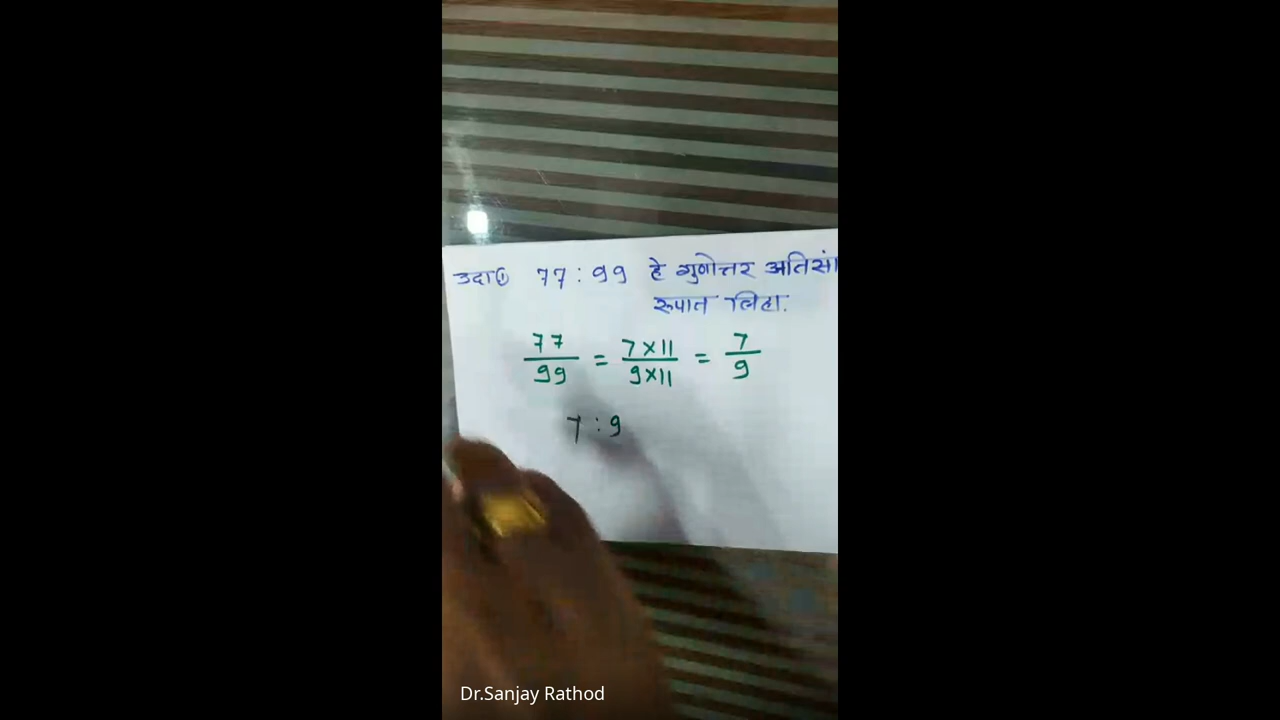 उदा① 77 : 99 हे गुणोत्तर अतिसं
रूपात लिहा.
77/99 = 7×11/9×11 = 7/9
7 : 9
Dr.Sanjay Rathod